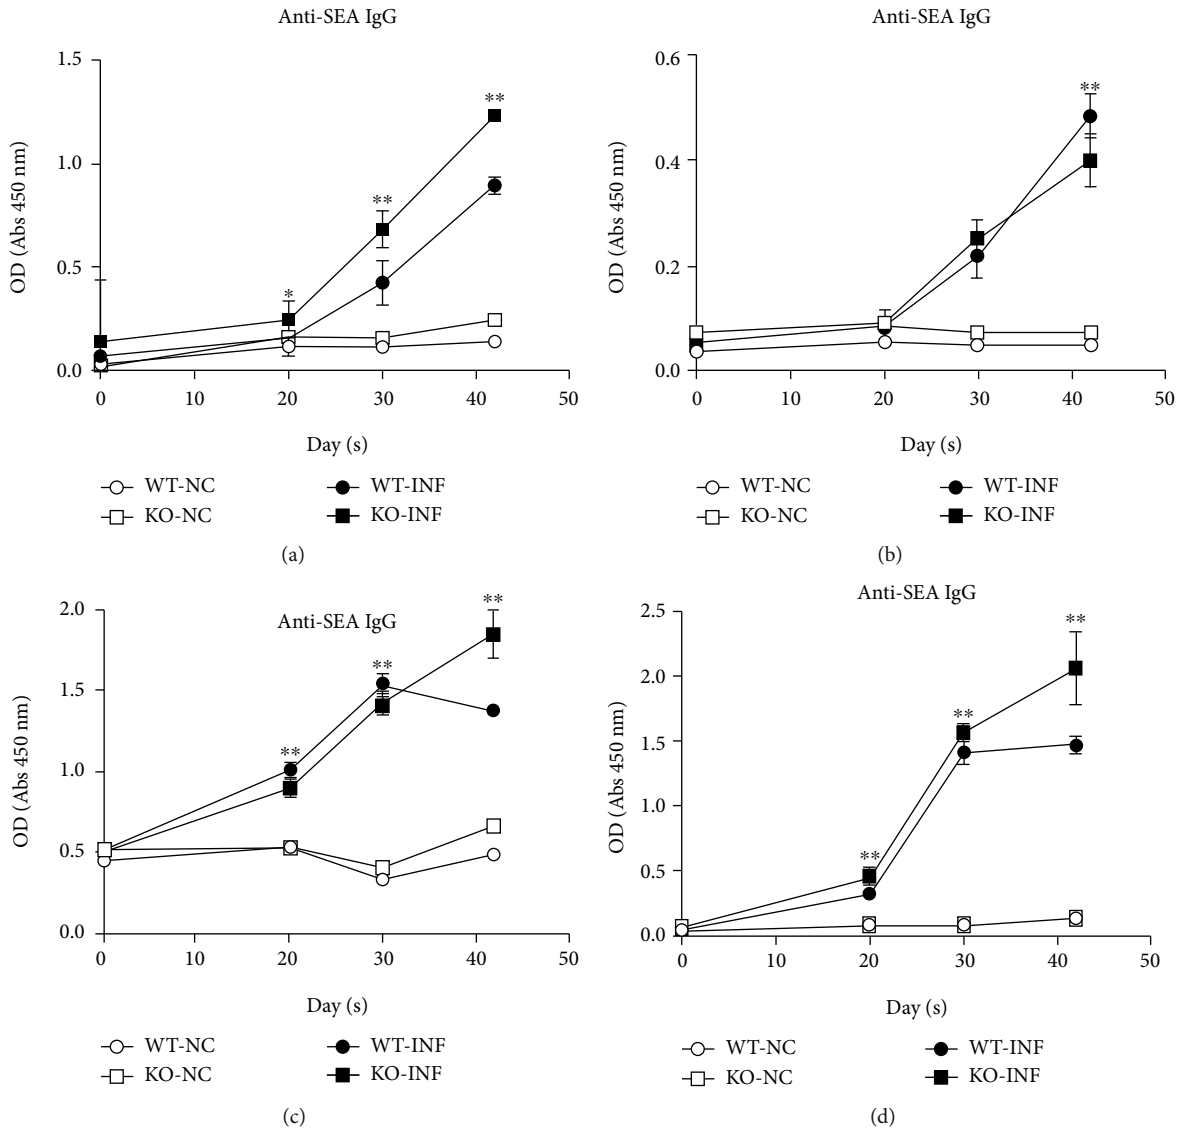 Anti-SEA IgG
1.5
1.0
0.5
0.0
OD (Abs 450 nm)
*
**
**
0 10 20 30 40 50
Day (s)
WT-NC WT-INF
KO-NC KO-INF
(a)
Anti-SEA IgG
0.6
0.4
0.2
0.0
OD (Abs 450 nm)
**
0 10 20 30 40 50
Day (s)
WT-NC WT-INF
KO-NC KO-INF
(b)
Anti-SEA IgG
2.0
1.5
1.0
0.5
0.0
OD (Abs 450 nm)
**
**
**
0 10 20 30 40 50
Day (s)
WT-NC WT-INF
KO-NC KO-INF
(c)
Anti-SEA IgG
2.5
2.0
1.5
1.0
0.5
0.0
OD (Abs 450 nm)
**
**
**
0 10 20 30 40 50
Day (s)
WT-NC WT-INF
KO-NC KO-INF
(d)